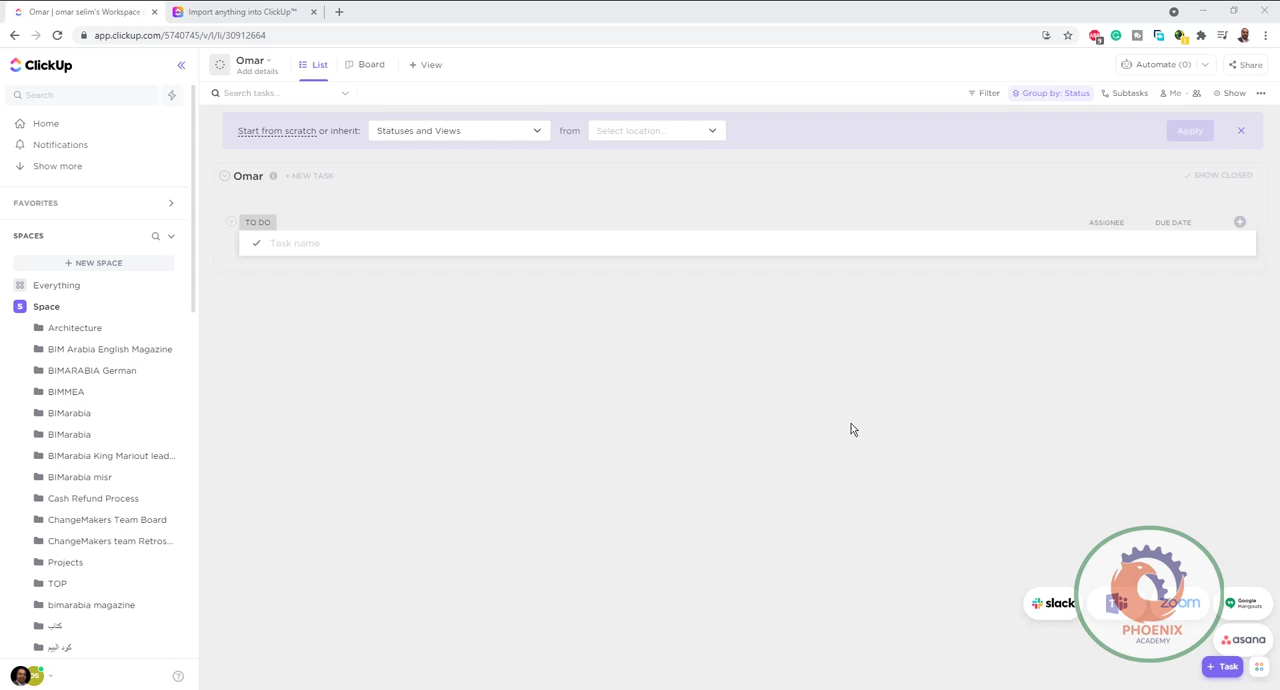 Omar | omar selim's Workspace
Import anything into ClickUp™
app.clickup.com/5740745/v/l/li/30912664
ClickUp
Search
Home
Notifications
Show more
FAVORITES
SPACES
+ NEW SPACE
Everything
S Space
Architecture
BIM Arabia English Magazine
BIMARABIA German
BIMMEA
BIMarabia
BIMarabia
BIMarabia King Mariout lead...
BIMarabia misr
Cash Refund Process
ChangeMakers Team Board
ChangeMakers team Retros...
Projects
TOP
bimarabia magazine
كتاب
كود البيم
Omar
Add details
List
Board
+ View
Automate (0)
Share
Search tasks...
Filter
Group by: Status
Subtasks
Me
Show
Start from scratch or inherit:
Statuses and Views
from
Select location...
Apply
Omar
+ NEW TASK
SHOW CLOSED
TO DO
ASSIGNEE
DUE DATE
Task name
slack
zoom
Google Hangouts
PHOENIX
ACADEMY
asana
+ Task